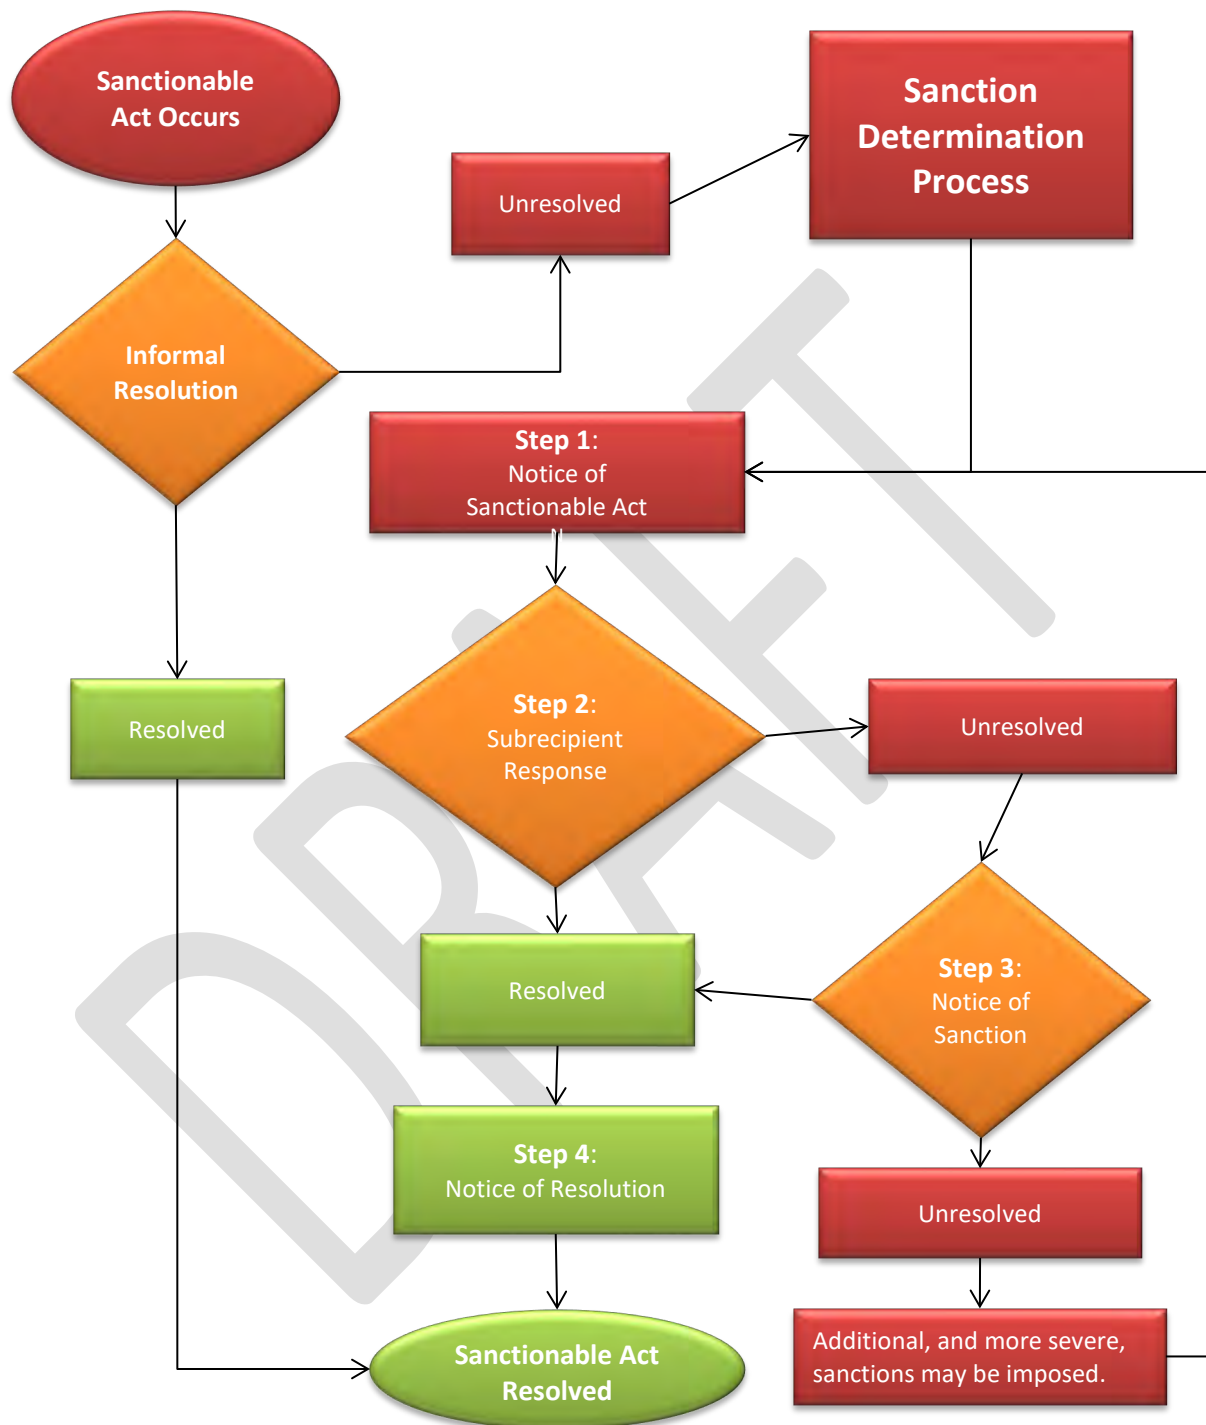 Sanctionable
Act Occurs
Sanction
Determination
Process
Unresolved
Informal
Resolution
Step 1:
Notice of
Sanctionable Act
Step 2:
Subrecipient
Response
Resolved
Unresolved
Step 3:
Notice of
Sanction
Resolved
Step 4:
Notice of Resolution
Unresolved
Additional, and more severe,
sanctions may be imposed.
Sanctionable Act
Resolved
DRAFT